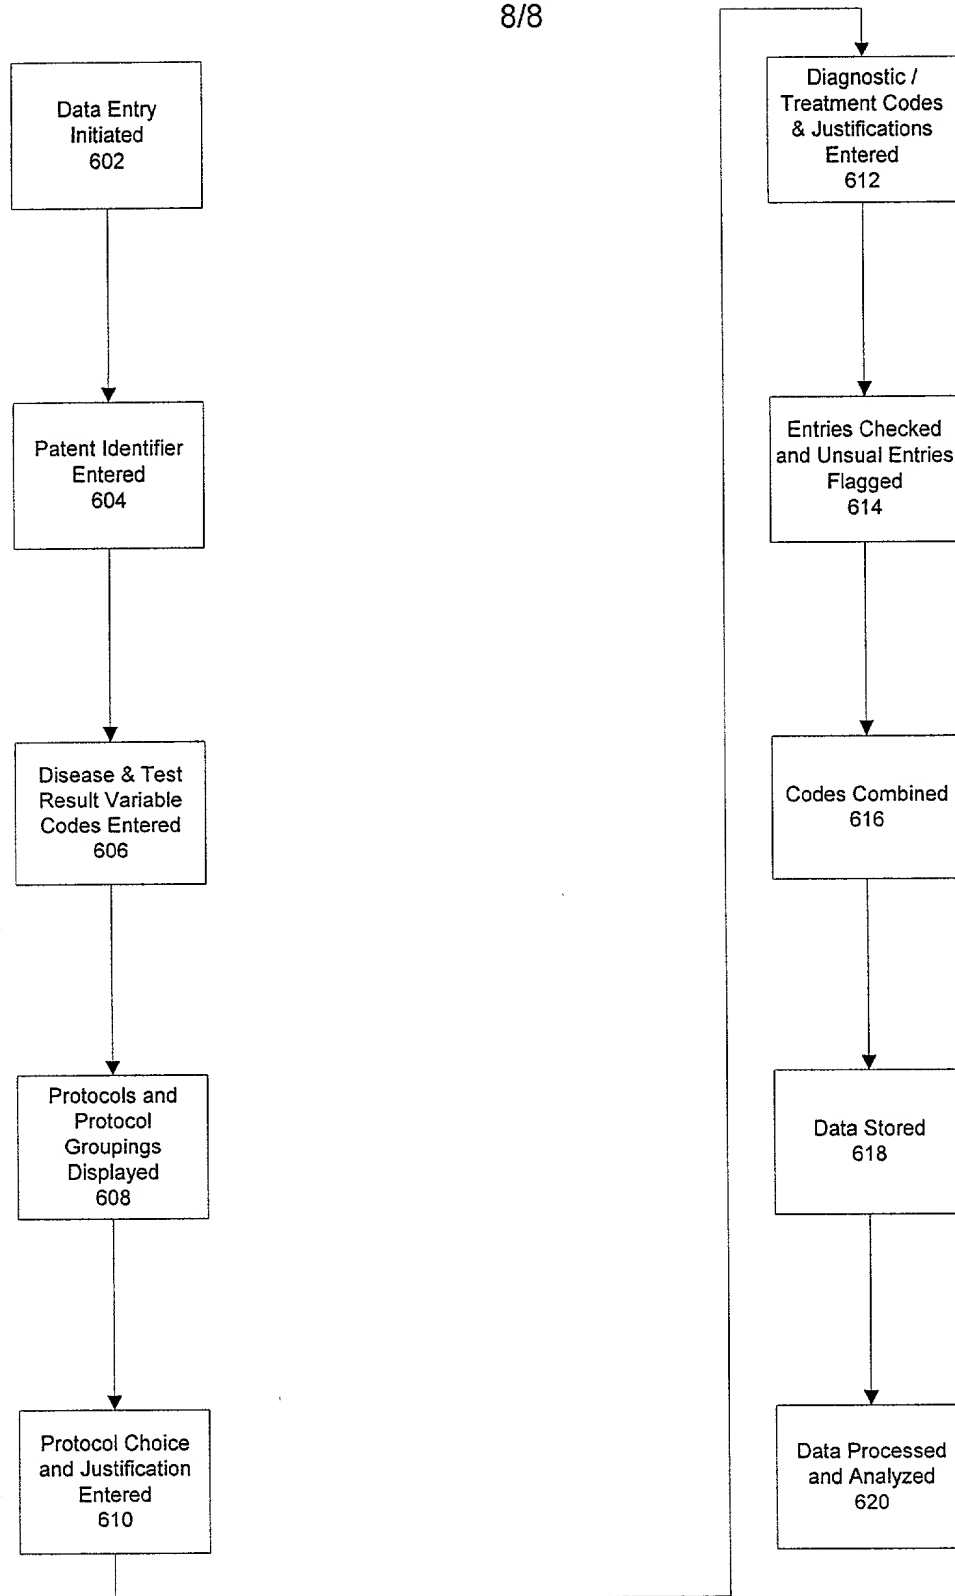 8/8
Data Entry
Initiated
602
Patent Identifier
Entered
604
Disease & Test
Result Variable
Codes Entered
606
Protocols and
Protocol
Groupings
Displayed
608
Protocol Choice
and Justification
Entered
610
Diagnostic /
Treatment Codes
& Justifications
Entered
612
Entries Checked
and Unsual Entries
Flagged
614
Codes Combined
616
Data Stored
618
Data Processed
and Analyzed
620